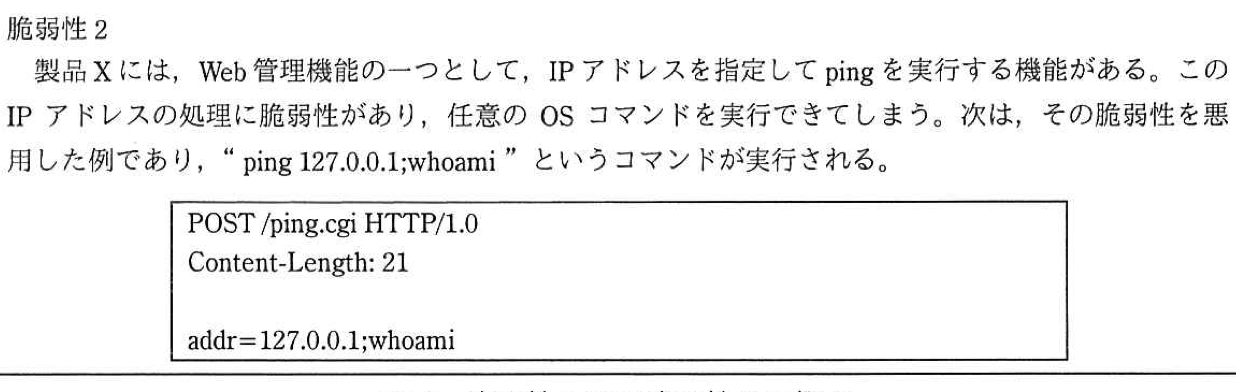 脆弱性 2
製品 X には，Web 管理機能の一つとして，IP アドレスを指定して ping を実行する機能がある。この
IP アドレスの処理に脆弱性があり，任意の OS コマンドを実行できてしまう。次は，その脆弱性を悪
用した例であり，“ ping 127.0.0.1;whoami ” というコマンドが実行される。
POST /ping.cgi HTTP/1.0
Content-Length: 21
addr=127.0.0.1;whoami